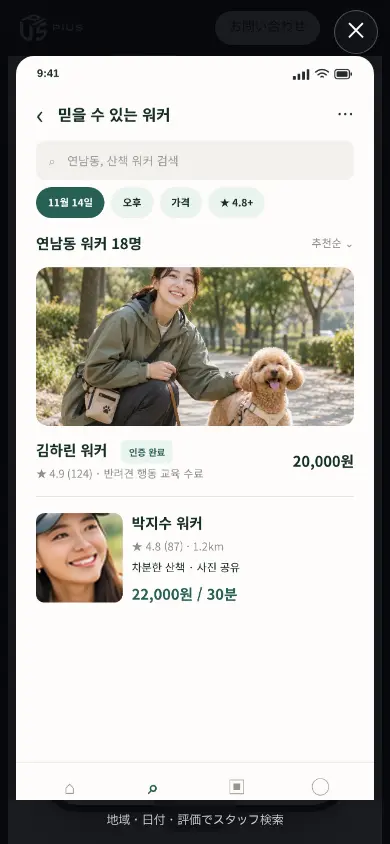 US PIUS
お問い合わせ
9:41
믿을 수 있는 워커
연남동, 산책 워커 검색
11월 14일
오후
가격
★ 4.8+
연남동 워커 18명
추천순
김하린 워커
인증 완료
20,000원
★ 4.9 (124) · 반려견 행동 교육 수료
박지수 워커
★ 4.8 (87) · 1.2km
차분한 산책 · 사진 공유
22,000원 / 30분
地域・日付・評価でスタッフ検索